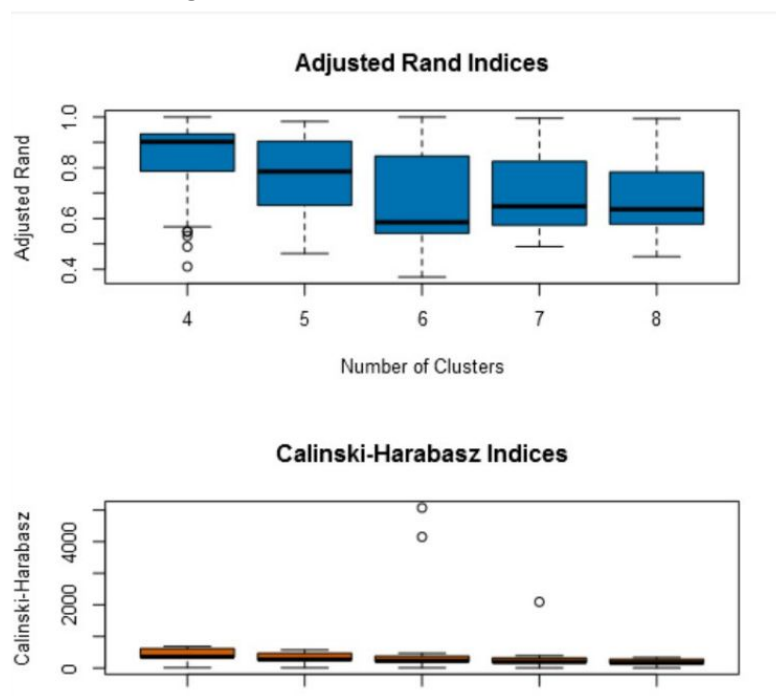 Adjusted Rand Indices
Adjusted Rand
1.0
0.8
0.6
0.4
4 5 6 7 8
Number of Clusters
Calinski-Harabasz Indices
Calinski-Harabasz
4000
2000
0